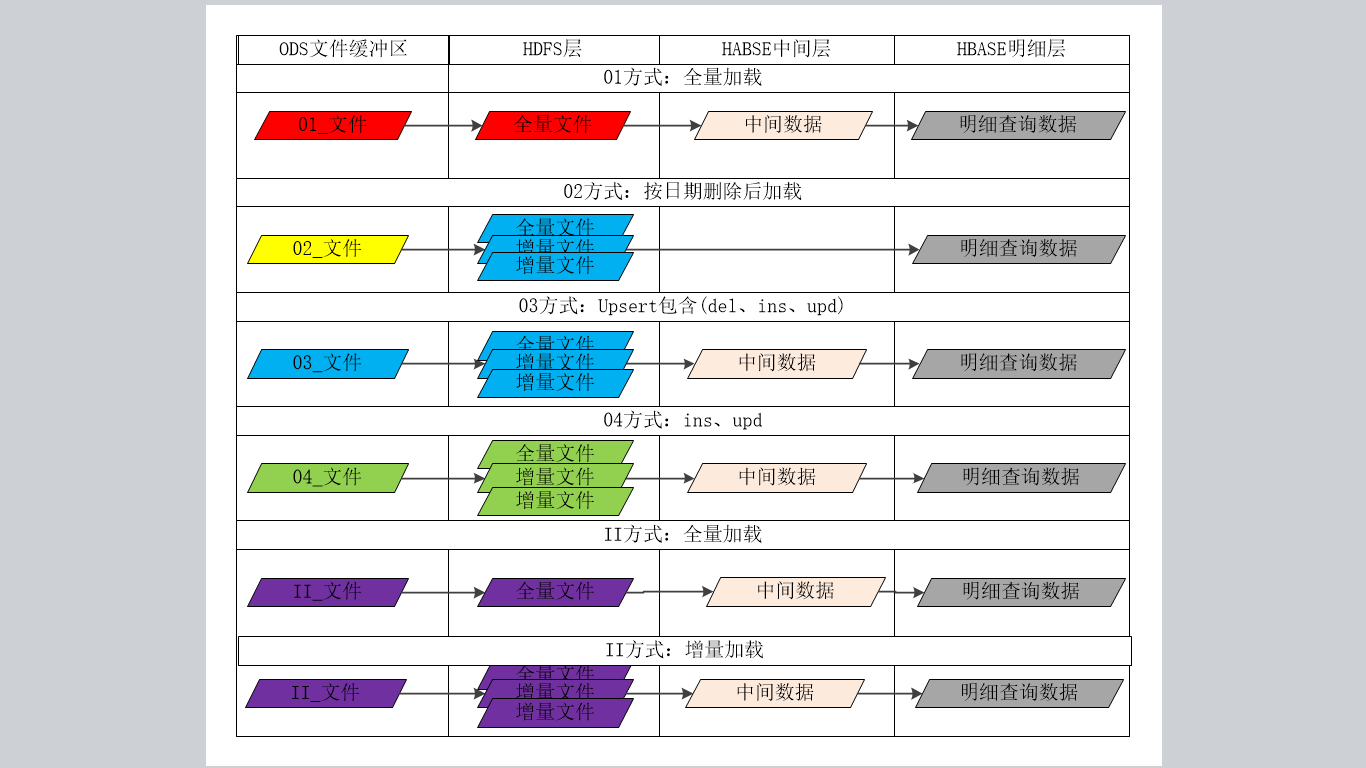 ODS文件缓冲区 HDFS层 HABSE中间层 HBASE明细层
01方式：全量加载
01_文件 全量文件 中间数据 明细查询数据
02方式：按日期删除后加载
全量文件
02_文件 增量文件 明细查询数据
增量文件
03方式：Upsert包含(del、ins、upd)
全量文件
03_文件 增量文件 中间数据 明细查询数据
增量文件
04方式：ins、upd
全量文件
04_文件 增量文件 中间数据 明细查询数据
增量文件
II方式：全量加载
II_文件 全量文件 中间数据 明细查询数据
II方式：增量加载
全量文件
II_文件 增量文件 中间数据 明细查询数据
增量文件